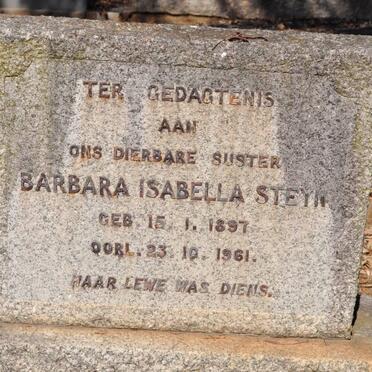 TER GEDAGTENIS
AAN
ONS DIERBARE SUSTER
BARBARA ISABELLA STEYN
GEB. 15. 1. 1897
OORL. 23. 10. 1961.
HAAR LEWE WAS DIENS.